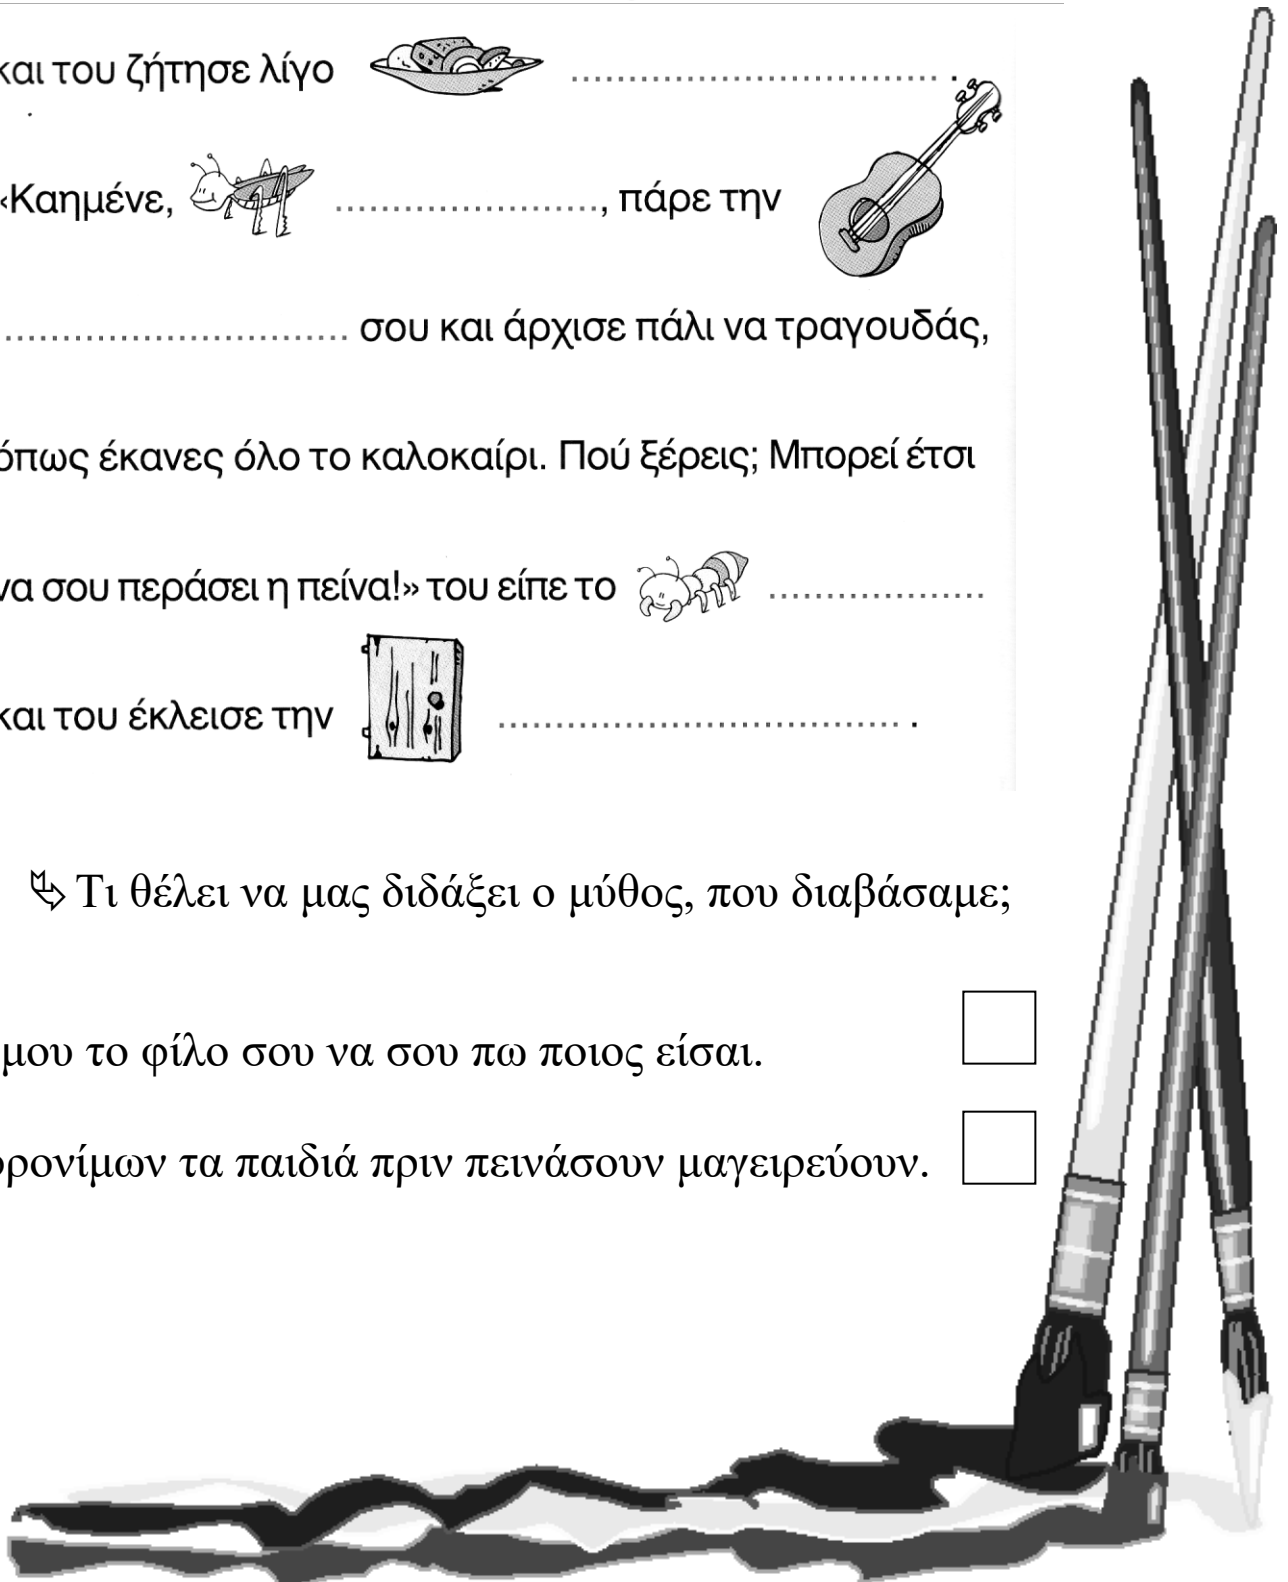 και του ζήτησε λίγο .......................................
«Καημένε, ............................, πάρε την
..................................... σου και άρχισε πάλι να τραγουδάς,
όπως έκανες όλο το καλοκαίρι. Πού ξέρεις; Μπορεί έτσι
να σου περάσει η πείνα!» του είπε το ......................
και του έκλεισε την ........................................... .
Τι θέλει να μας διδάξει ο μύθος, που διαβάσαμε;
μου το φίλο σου να σου πω ποιος είσαι.
φρονίμων τα παιδιά πριν πεινάσουν μαγειρεύουν.